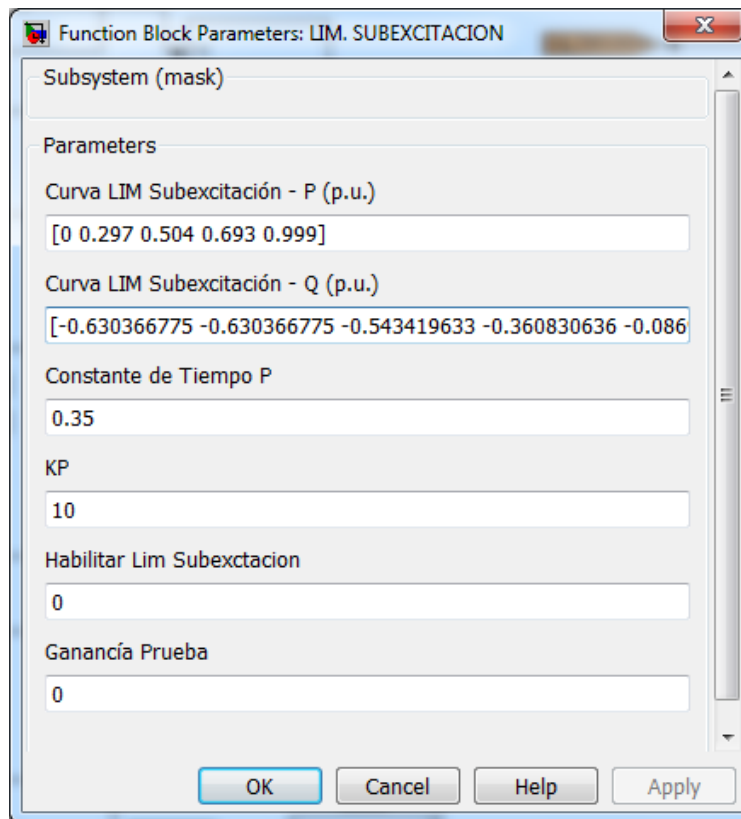 Function Block Parameters: LIM. SUBEXCITACION
Subsystem (mask)
Parameters
Curva LIM Subexcitación - P (p.u.)
[0 0.297 0.504 0.693 0.999]
Curva LIM Subexcitación - Q (p.u.)
[-0.630366775 -0.630366775 -0.543419633 -0.360830636 -0.086
Constante de Tiempo P
0.35
KP
10
Habilitar Lim Subexctacion
0
Ganancía Prueba
0
OK Cancel Help Apply